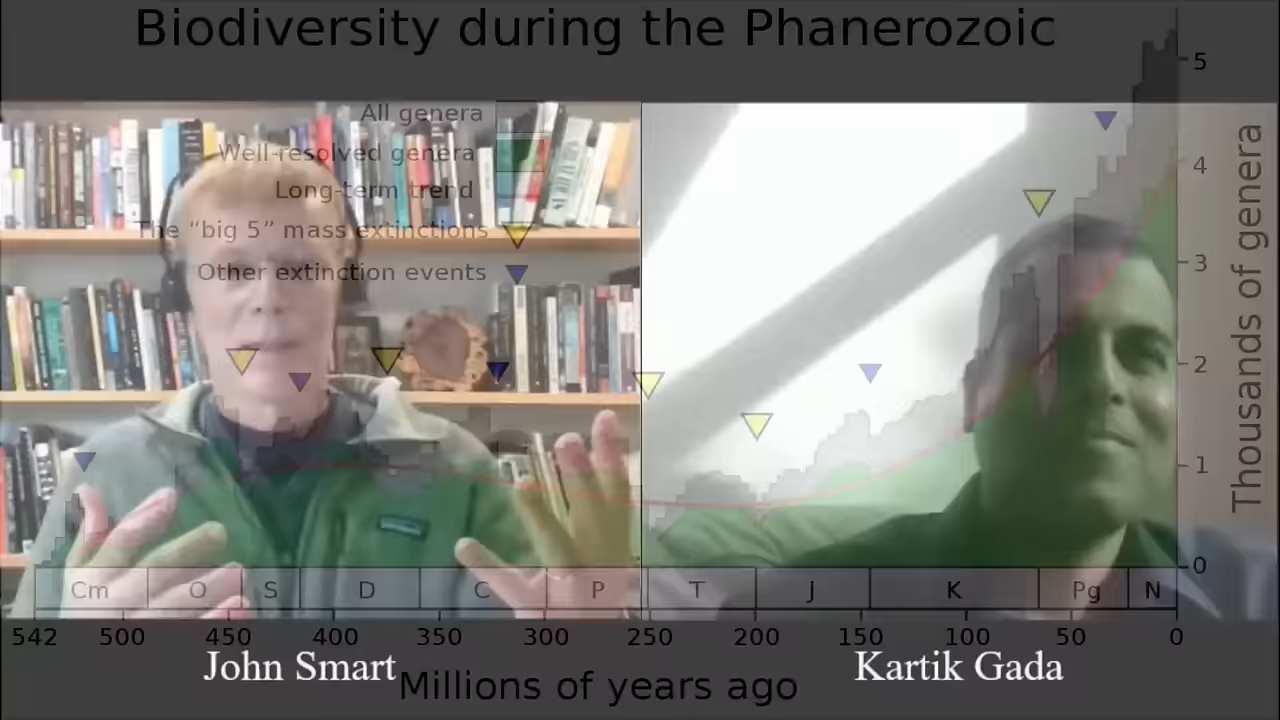 Biodiversity during the Phanerozoic
All genera
Well-resolved genera
Long-term trend
The “big 5” mass extinctions
Other extinction events
5
4
3
2
1
0
Thousands of genera
Cm O S D C P T J K Pg N
542 500 450 400 350 300 250 200 150 100 50 0
John Smart
Kartik Gada
Millions of years ago